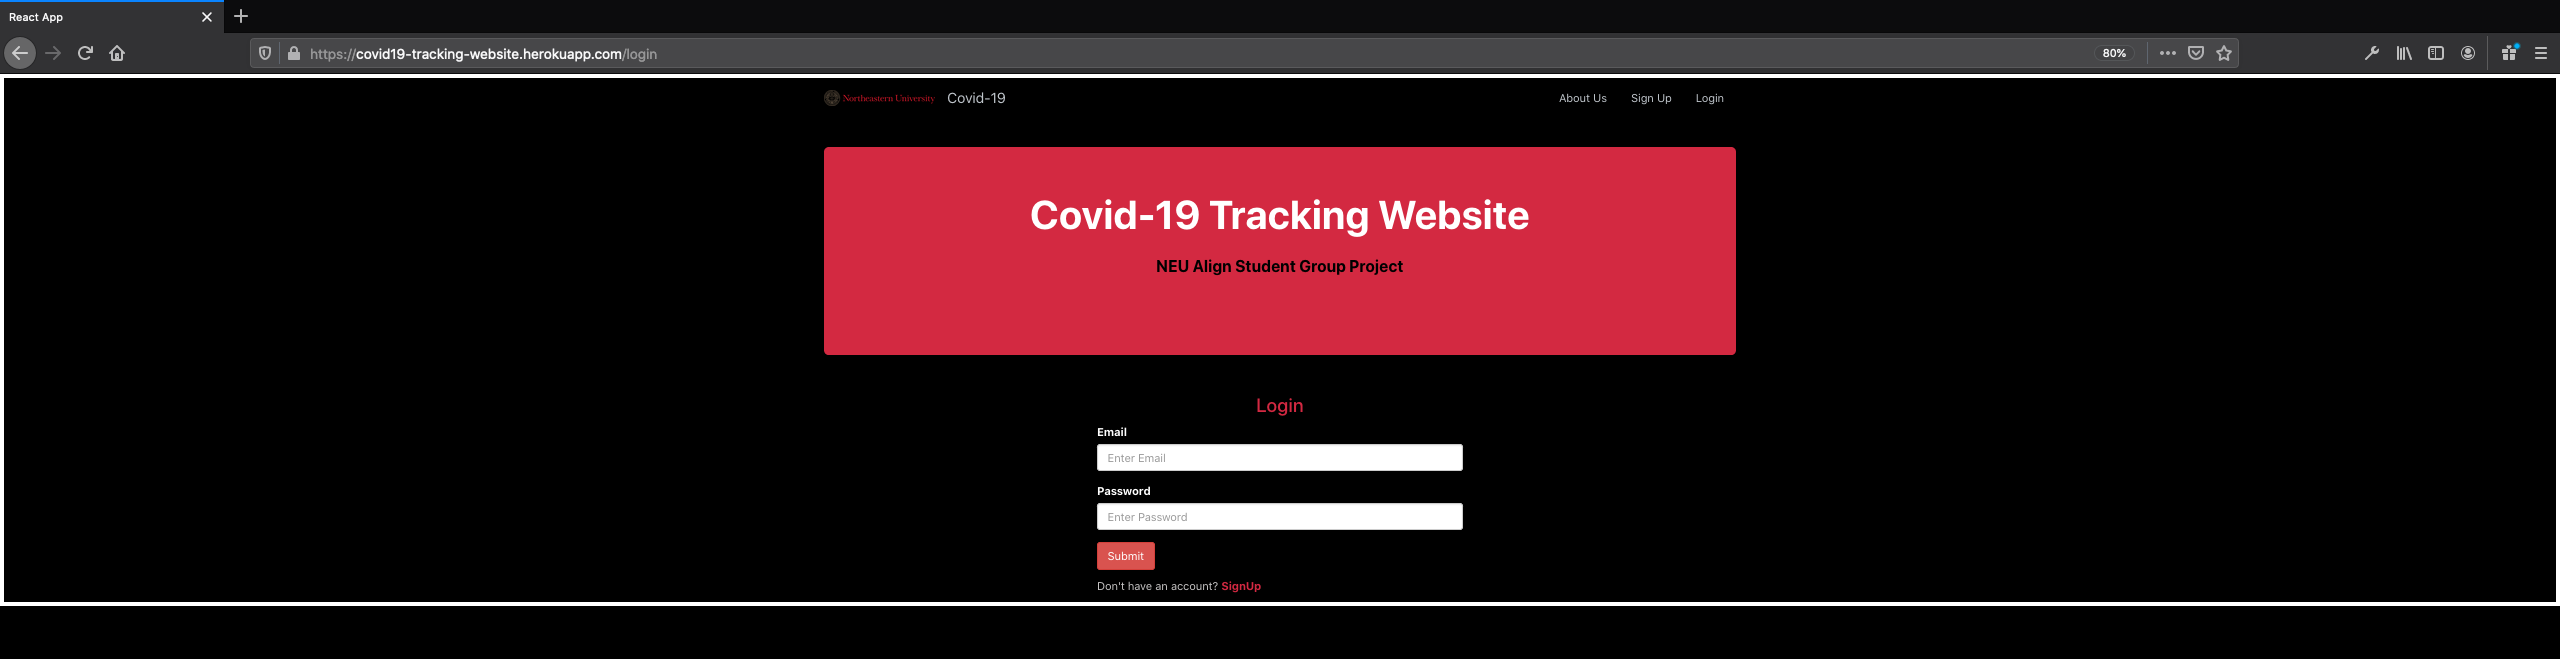 React App
https://covid19-tracking-website.herokuapp.com/login
80%
Northeastern University Covid-19 About Us Sign Up Login
Covid-19 Tracking Website
NEU Align Student Group Project
Login
Email
Enter Email
Password
Enter Password
Submit
Don't have an account? SignUp